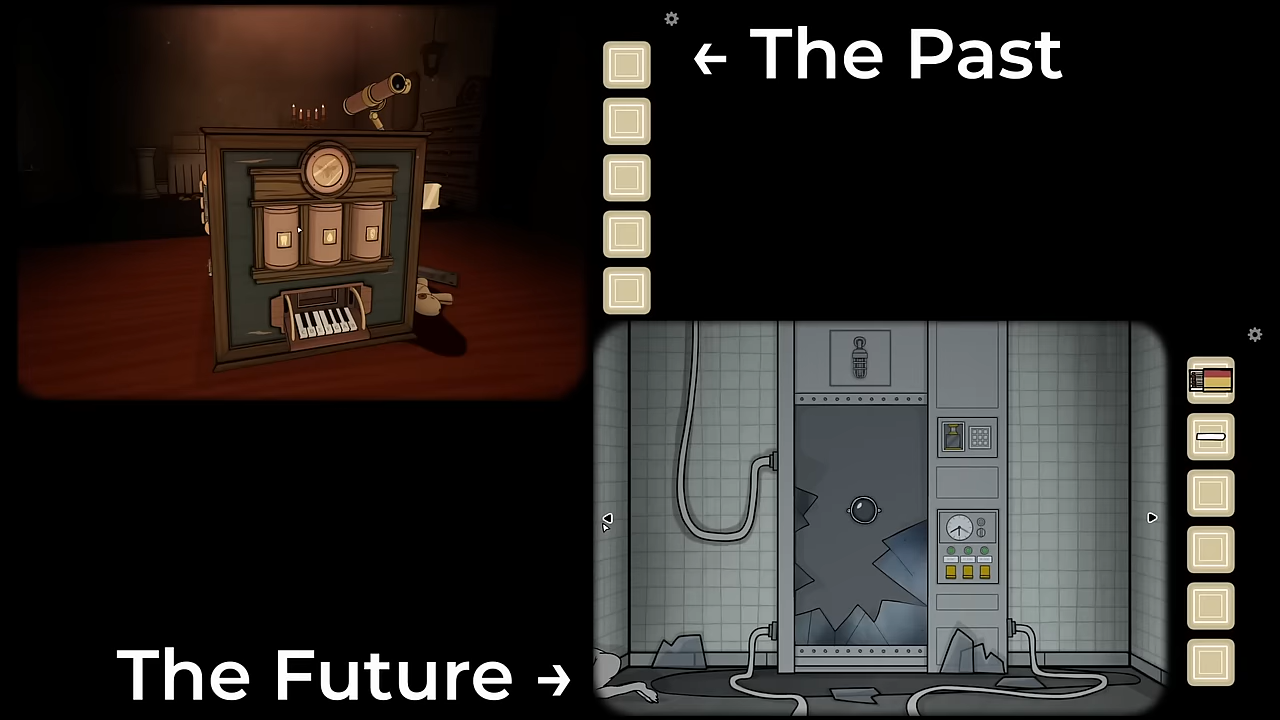 ← The Past
The Future →